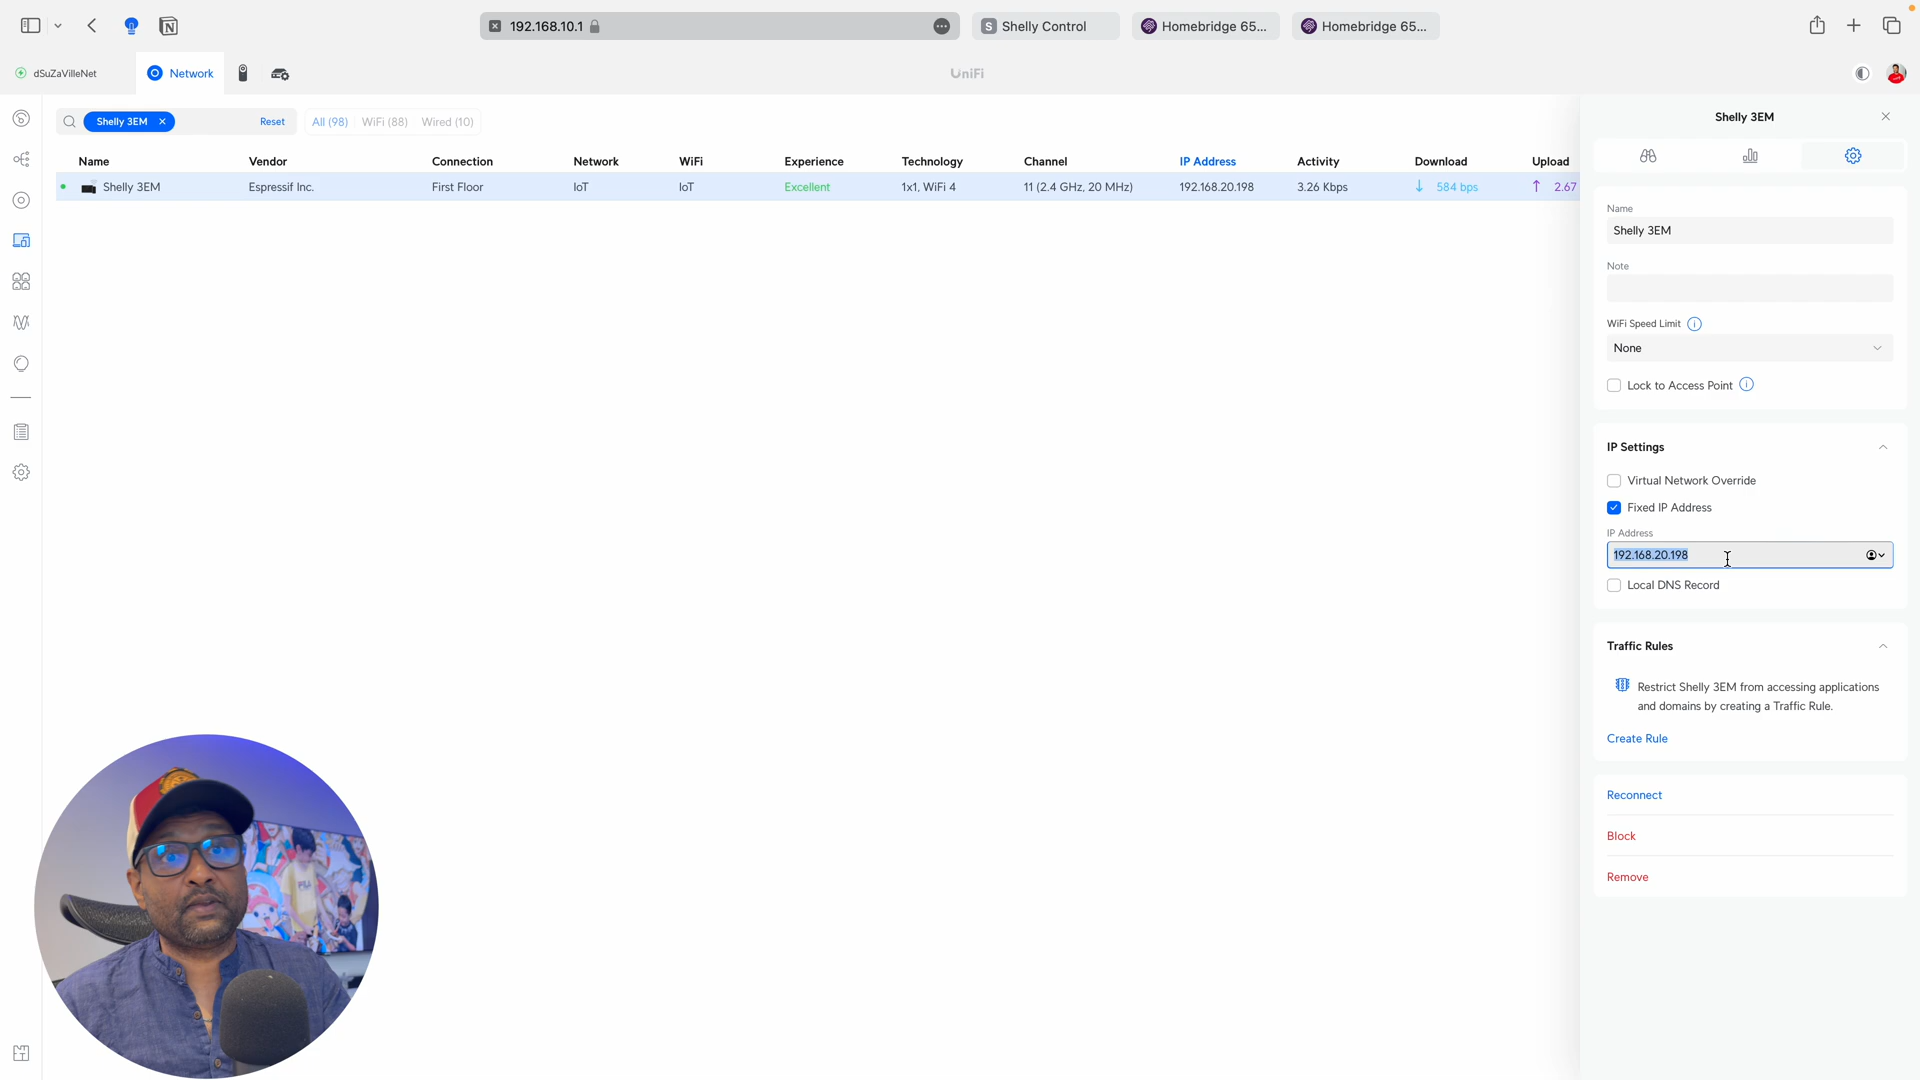 192.168.10.1
S Shelly Control
Homebridge 65...
Homebridge 65...
dSuZaVilleNet
Network
UniFi
Shelly 3EM
Reset
All (98) WiFi (88) Wired (10)
Name Vendor Connection Network WiFi Experience Technology Channel IP Address Activity Download Upload
Shelly 3EM Espressif Inc. First Floor IoT IoT Excellent 1x1, WiFi 4 11 (2.4 GHz, 20 MHz) 192.168.20.198 3.26 Kbps 584 bps 2.67
Shelly 3EM
Name
Shelly 3EM
Note
WiFi Speed Limit
None
Lock to Access Point
IP Settings
Virtual Network Override
Fixed IP Address
IP Address
192.168.20.198
Local DNS Record
Traffic Rules
Restrict Shelly 3EM from accessing applications
and domains by creating a Traffic Rule.
Create Rule
Reconnect
Block
Remove